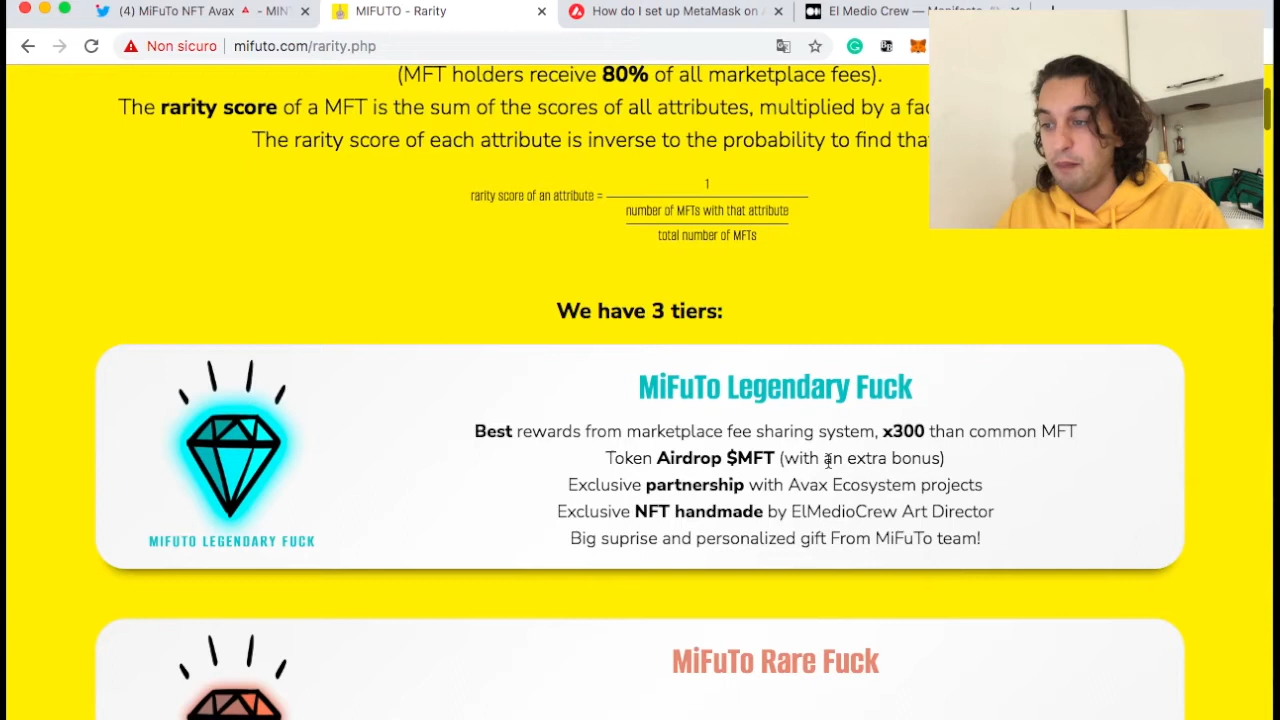 (4) MiFuTo NFT Avax 🔺 - MIN
MIFUTO - Rarity
How do I set up MetaMask on
El Medio Crew — Manifesto
Non sicuro
mifuto.com/rarity.php
(MFT holders receive 80% of all marketplace fees).
The rarity score of a MFT is the sum of the scores of all attributes, multiplied by a
The rarity score of each attribute is inverse to the probability to find
rarity score of an attribute =
1
number of MFTs with that attribute
total number of MFTs
We have 3 tiers:
MiFuTo Legendary Fuck
Best rewards from marketplace fee sharing system, x300 than common MFT
Token Airdrop $MFT (with an extra bonus)
Exclusive partnership with Avax Ecosystem projects
Exclusive NFT handmade by ElMedioCrew Art Director
Big suprise and personalized gift From MiFuTo team!
MIFUTO LEGENDARY FUCK
MiFuTo Rare Fuck